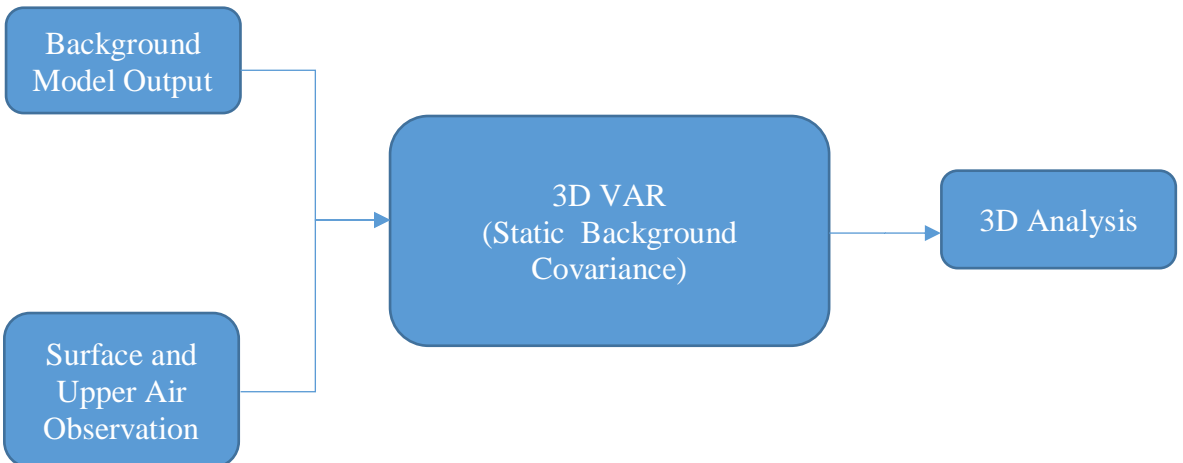 Background
Model Output
3D VAR
(Static Background
Covariance)
3D Analysis
Surface and
Upper Air
Observation